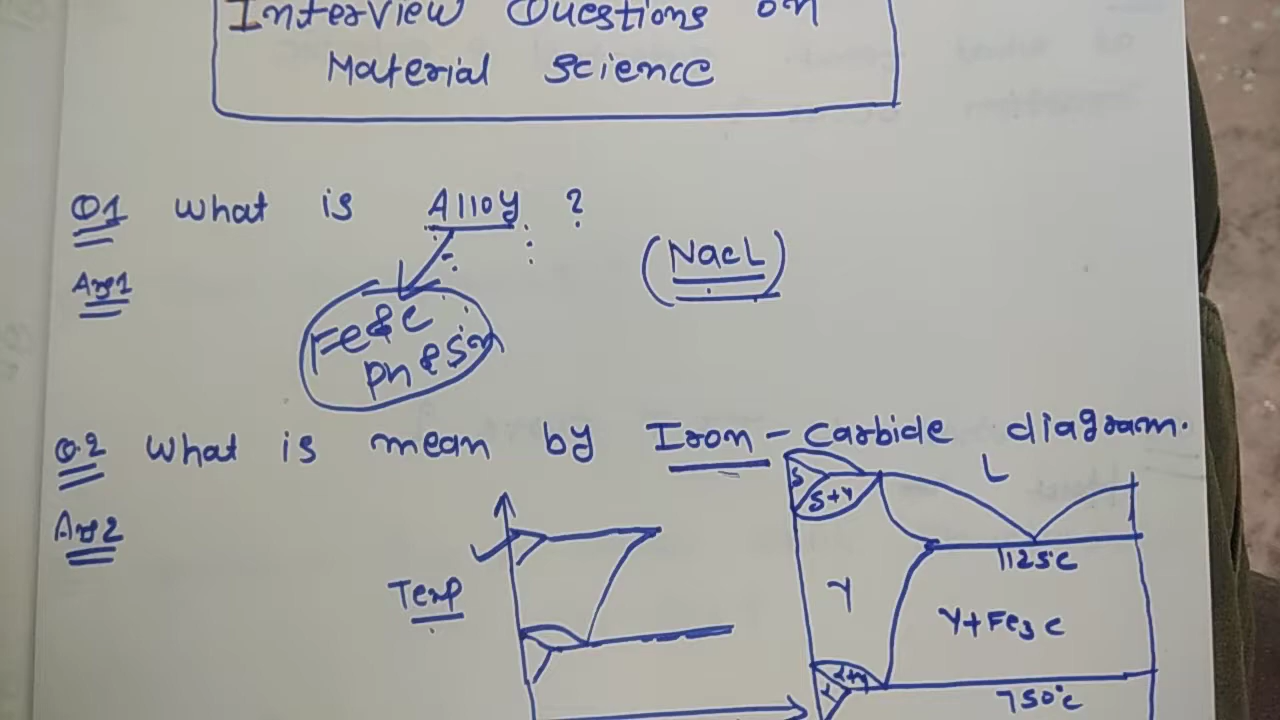 Interview Questions on
Material Science
Q1 What is Alloy ?
(NaCL)
Ans1
Fe & C
Pn & Sn
Q.2 What is mean by Iron - Carbide diagram.
Ans2
L
δ
δ+γ
1125°C
Temp
γ
γ+Fe3C
α+γ
α
750°C